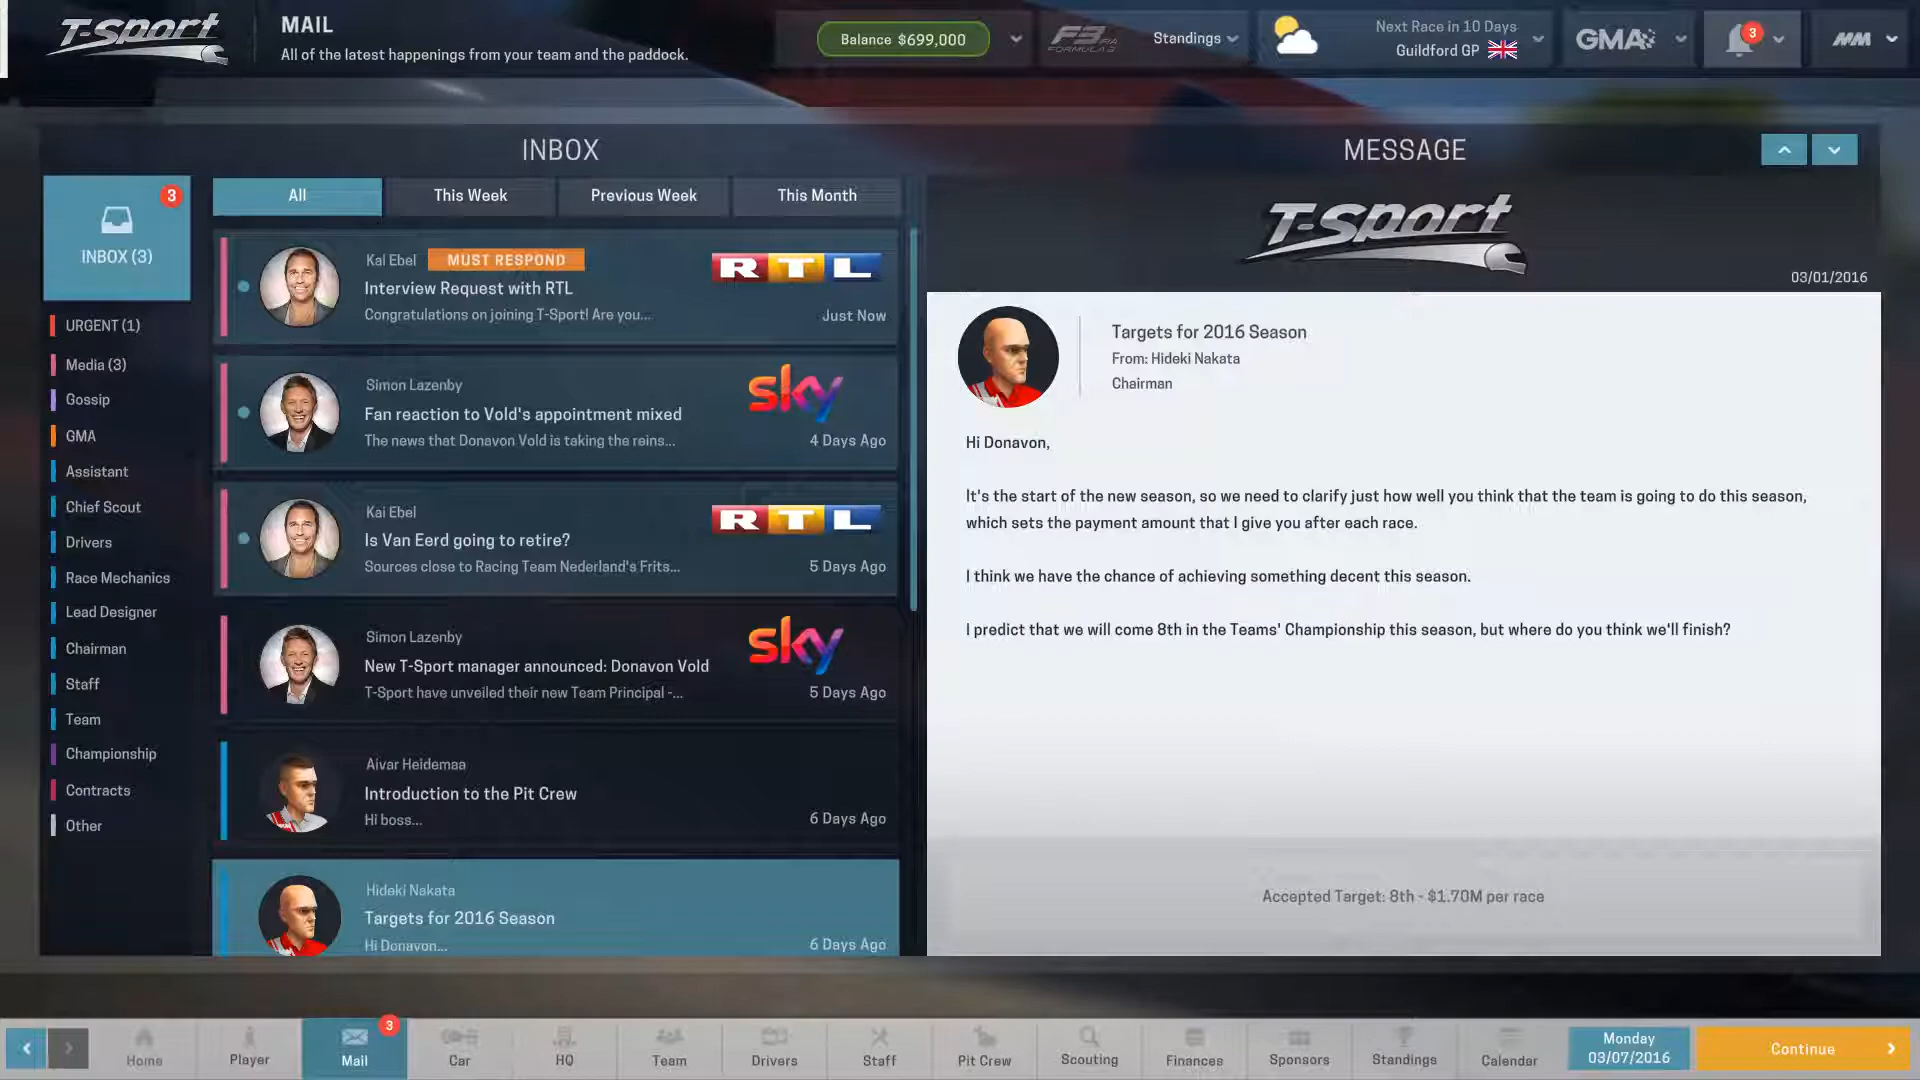 T-Sport
MAIL
All of the latest happenings from your team and the paddock.
Balance $699,000
F3
FORMULA 3
Standings
Next Race in 10 Days
Guildford GP
GMA
3
MM
INBOX
MESSAGE
3
INBOX (3)
URGENT (1)
Media (3)
Gossip
GMA
Assistant
Chief Scout
Drivers
Race Mechanics
Lead Designer
Chairman
Staff
Team
Championship
Contracts
Other
All
This Week
Previous Week
This Month
Kai Ebel
MUST RESPOND
Interview Request with RTL
Congratulations on joining T-Sport! Are you...
RTL
Just Now
Simon Lazenby
Fan reaction to Vold's appointment mixed
The news that Donavon Vold is taking the reins...
sky
4 Days Ago
Kai Ebel
Is Van Eerd going to retire?
Sources close to Racing Team Nederland's Frits...
RTL
5 Days Ago
Simon Lazenby
New T-Sport manager announced: Donavon Vold
T-Sport have unveiled their new Team Principal -...
sky
5 Days Ago
Aivar Heidemaa
Introduction to the Pit Crew
Hi boss...
6 Days Ago
Hideki Nakata
Targets for 2016 Season
Hi Donavon...
6 Days Ago
T-Sport
03/01/2016
Targets for 2016 Season
From: Hideki Nakata
Chairman
Hi Donavon,
It's the start of the new season, so we need to clarify just how well you think that the team is going to do this season,
which sets the payment amount that I give you after each race.
I think we have the chance of achieving something decent this season.
I predict that we will come 8th in the Teams' Championship this season, but where do you think we'll finish?
Accepted Target: 8th - $1.70M per race
Home
Player
Mail
3
Car
HQ
Team
Drivers
Staff
Pit Crew
Scouting
Finances
Sponsors
Standings
Calendar
Monday
03/07/2016
Continue